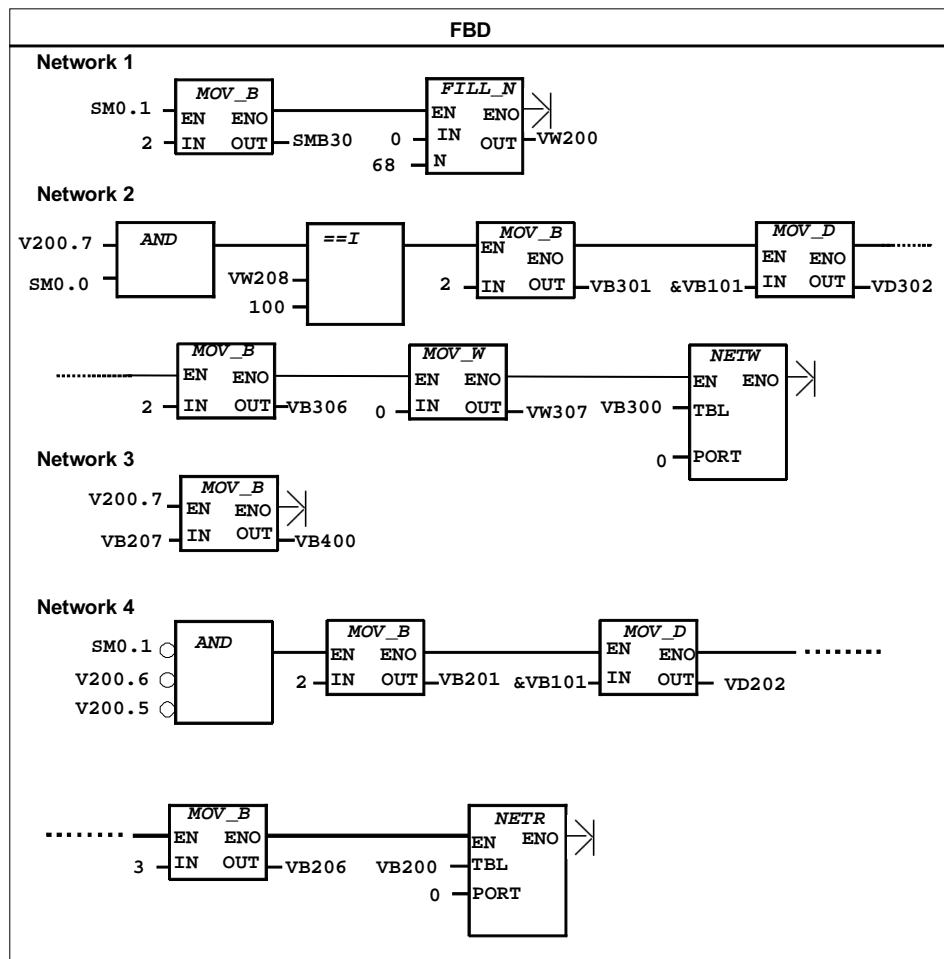 FBD
Network 1
MOV_B FILL_N
SM0.1 EN ENO EN ENO
2 IN OUT SMB30 0 IN OUT VW200
68 N
Network 2
V200.7 AND ==I MOV_B MOV_D
EN ENO EN ENO
SM0.0 VW208 2 IN OUT VB301 &VB101 IN OUT VD302
100
MOV_B MOV_W NETW
EN ENO EN ENO EN ENO
2 IN OUT VB306 0 IN OUT VW307 VB300 TBL
0 PORT
Network 3
MOV_B
V200.7 EN ENO
VB207 IN OUT VB400
Network 4
SM0.1 AND MOV_B MOV_D
EN ENO EN ENO
V200.6 2 IN OUT VB201 &VB101 IN OUT VD202
V200.5
MOV_B NETR
EN ENO EN ENO
3 IN OUT VB206 VB200 TBL
0 PORT